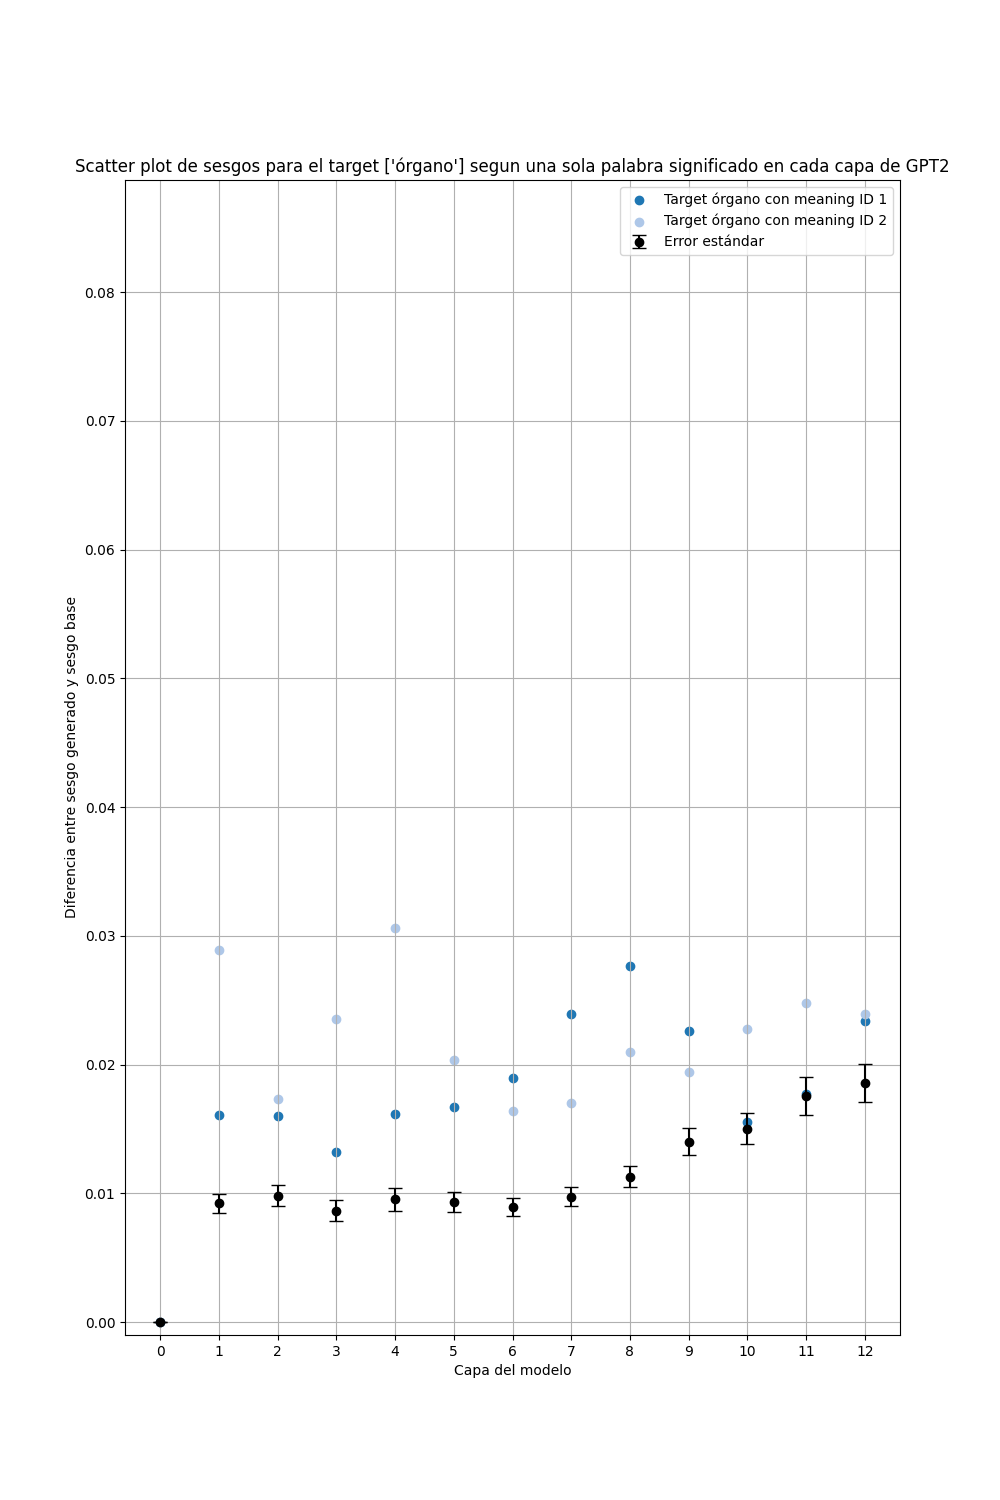 Scatter plot de sesgos para el target ['órgano'] segun una sola palabra significado en cada capa de GPT2
Target órgano con meaning ID 1
Target órgano con meaning ID 2
Error estándar
0.08
0.07
0.06
0.05
0.04
0.03
0.02
0.01
0.00
Diferencia entre sesgo generado y sesgo base
0 1 2 3 4 5 6 7 8 9 10 11 12
Capa del modelo